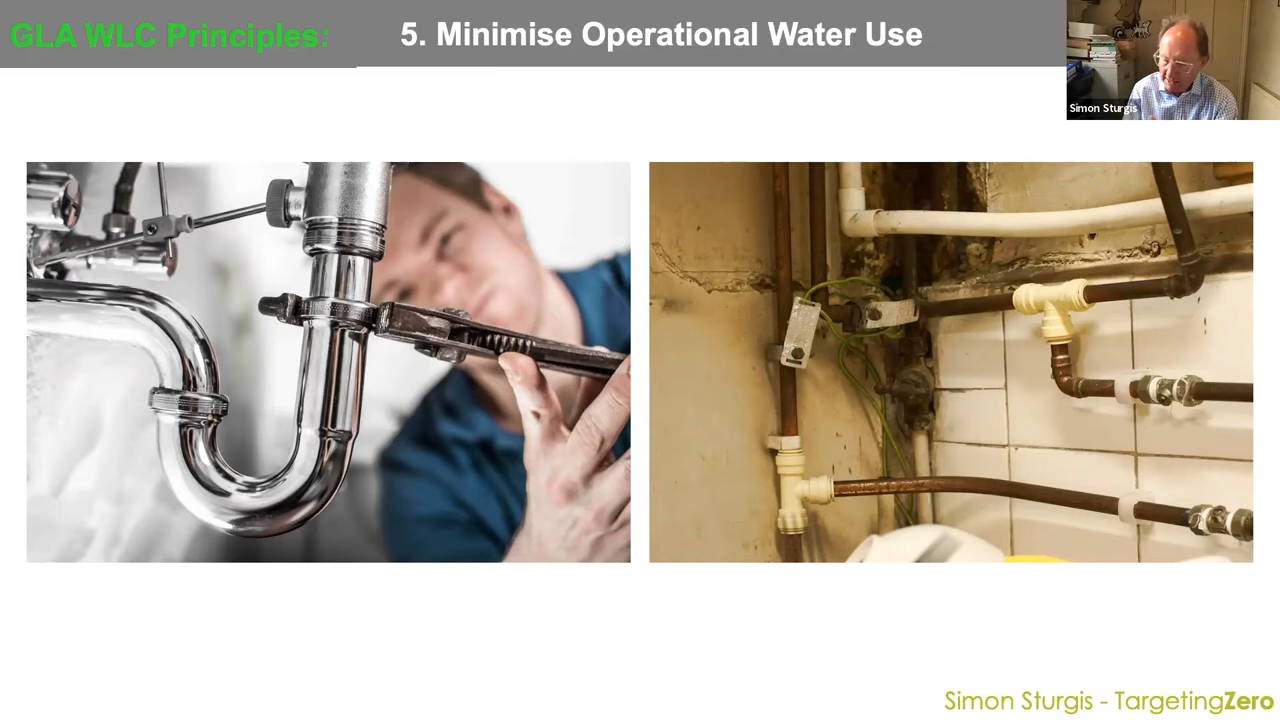 GLA WLC Principles: 5. Minimise Operational Water Use
Simon Sturgis
Simon Sturgis - TargetingZero